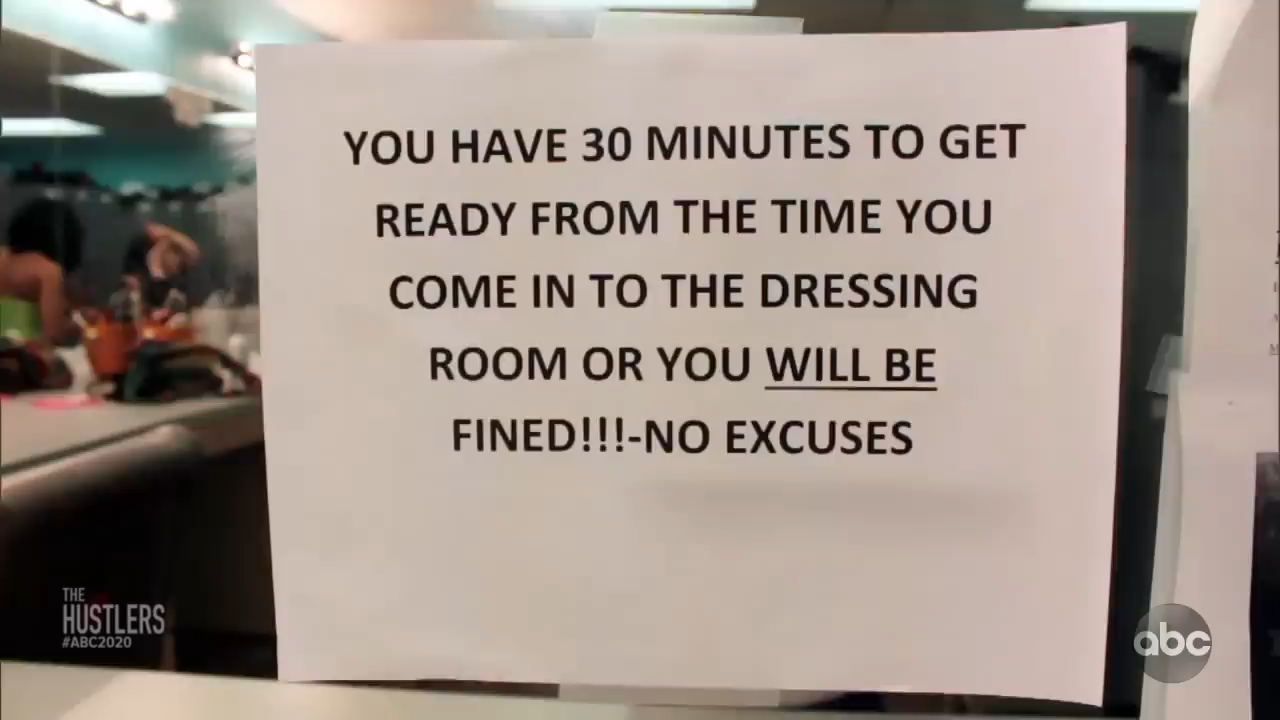 YOU HAVE 30 MINUTES TO GET
READY FROM THE TIME YOU
COME IN TO THE DRESSING
ROOM OR YOU WILL BE
FINED!!!-NO EXCUSES
THE
HUSTLERS
#ABC2020
abc